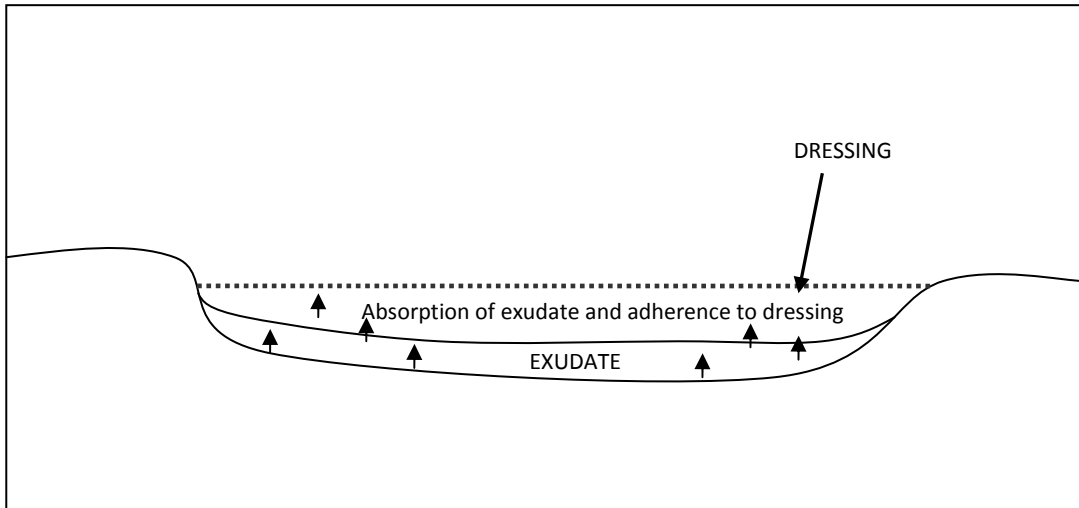 DRESSING
Absorption of exudate and adherence to dressing
EXUDATE